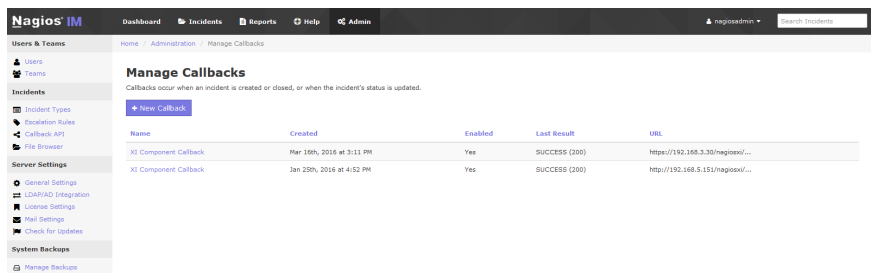 Nagios IM
Dashboard Incidents Reports Help Admin nagiosadmin Search Incidents
Users & Teams
Users
Teams
Incidents
Incident Types
Escalation Rules
Callback API
File Browser
Server Settings
General Settings
LDAP/AD Integration
License Settings
Mail Settings
Check for Updates
System Backups
Manage Backups
Home / Administration / Manage Callbacks
Manage Callbacks
Callbacks occur when an incident is created or closed, or when the incident's status is updated.
+ New Callback
Name Created Enabled Last Result URL
XI Component Callback Mar 16th, 2016 at 3:11 PM Yes SUCCESS (200) https://192.168.3.30/nagiosxi/...
XI Component Callback Jan 25th, 2016 at 4:52 PM Yes SUCCESS (200) http://192.168.5.151/nagiosxi/...